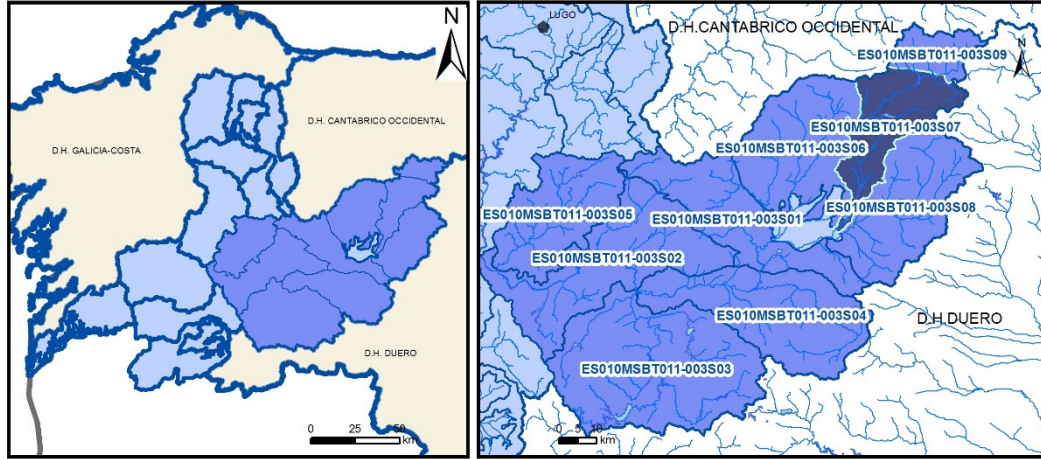 N
D.H. CANTABRICO OCCIDENTAL
D.H. GALICIA-COSTA
D.H. DUERO
0 25 50
km
LUGO
D.H.CANTABRICO OCCIDENTAL
N
ES010MSBT011-003S09
ES010MSBT011-003S07
ES010MSBT011-003S06
ES010MSBT011-003S08
ES010MSBT011-003S05
ES010MSBT011-003S01
ES010MSBT011-003S02
ES010MSBT011-003S04
D.H.DUERO
ES010MSBT011-003S03
0 5 10
km